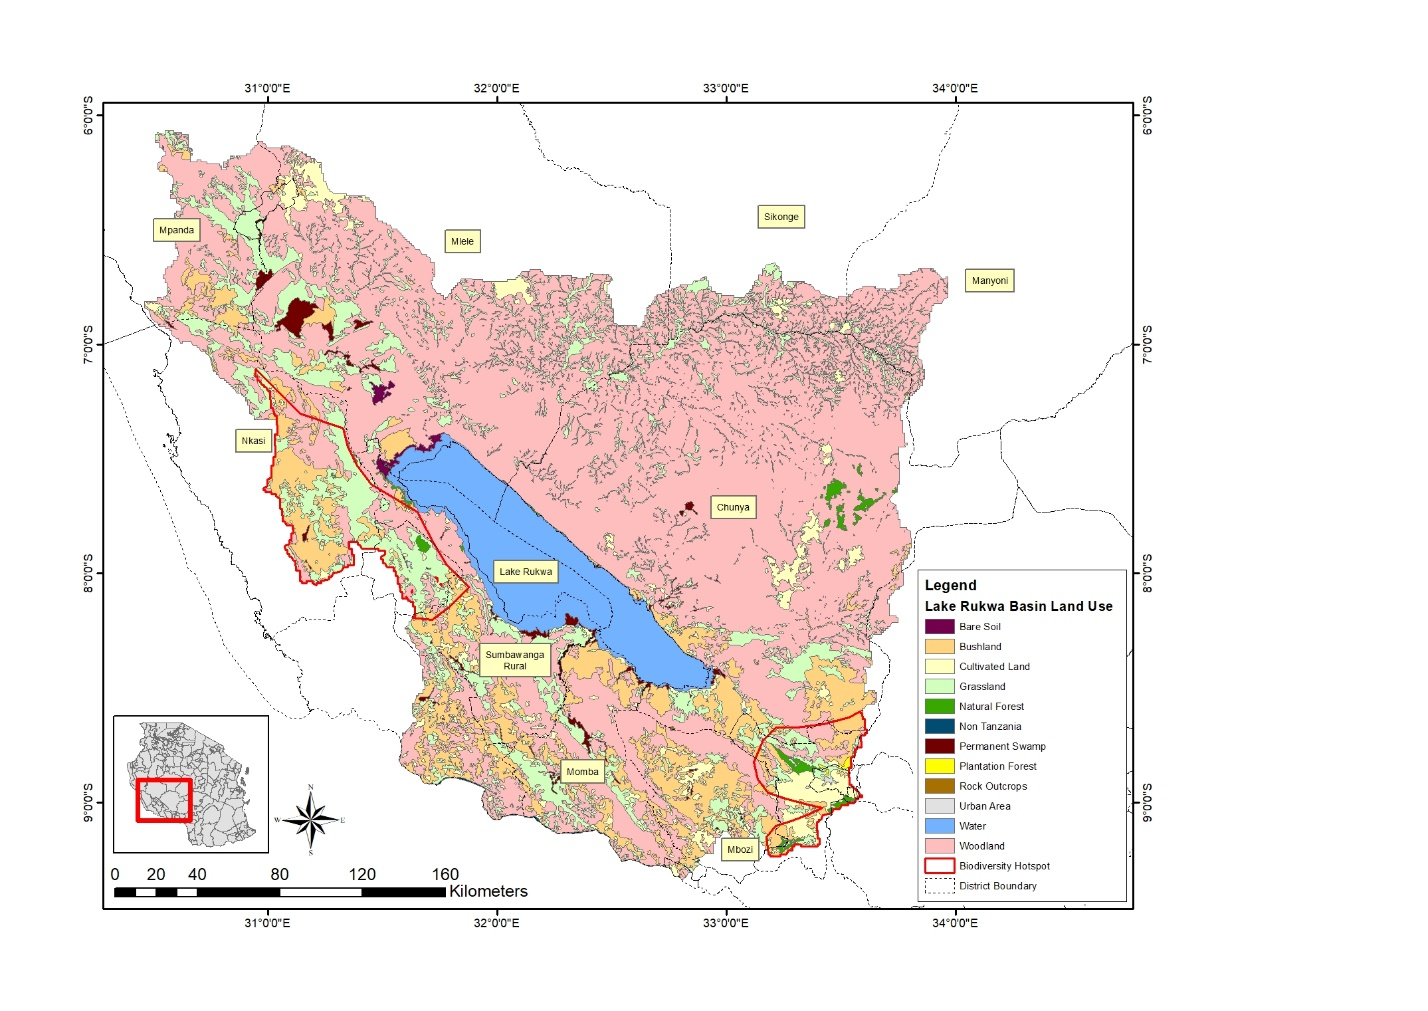 31°0'0"E 32°0'0"E 33°0'0"E 34°0'0"E
6°0'0"S 6°0'0"S
Sikonge
Mpanda
Mlele
Manyoni
7°0'0"S 7°0'0"S
Nkasi
Chunya
8°0'0"S 8°0'0"S
Lake Rukwa
Sumbawanga
Rural
Momba
Mbozi
9°0'0"S 9°0'0"S
Legend
Lake Rukwa Basin Land Use
Bare Soil
Bushland
Cultivated Land
Grassland
Natural Forest
Non Tanzania
Permanent Swamp
Plantation Forest
Rock Outcrops
Urban Area
Water
Woodland
Biodiversity Hotspot
District Boundary
N
W E
S
0 20 40 80 120 160
Kilometers
31°0'0"E 32°0'0"E 33°0'0"E 34°0'0"E